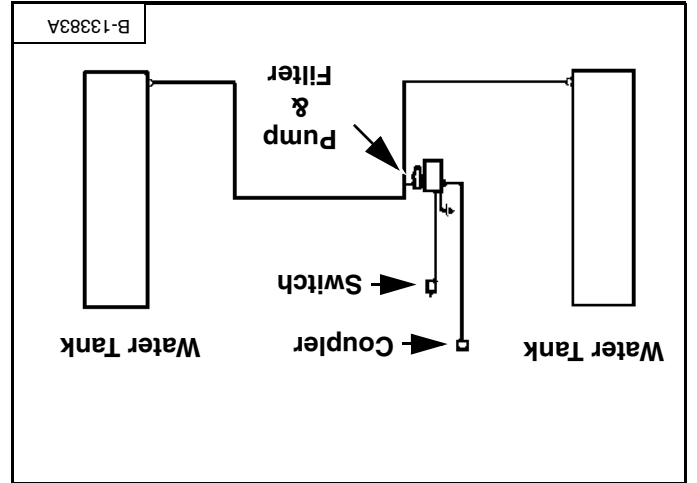 Water Tank
Coupler
Water Tank
Switch
Pump
&
Filter
B-13383A